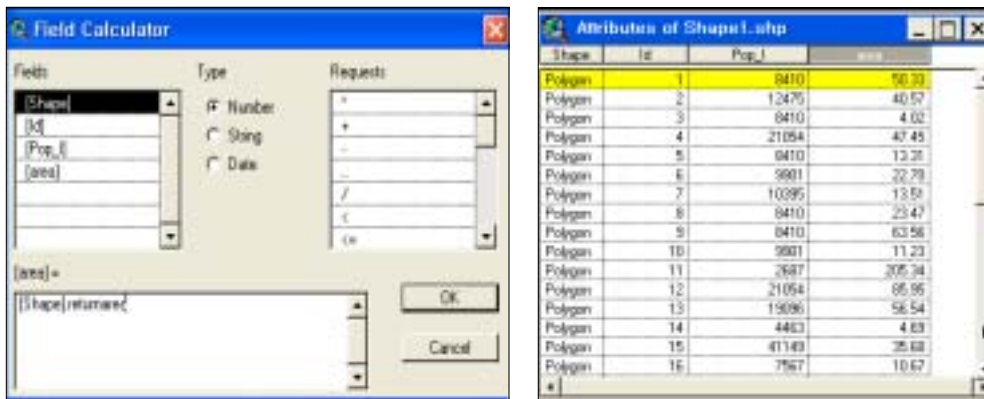 Field Calculator
Fields
Type
Requests
[Shape]
[Id]
[Pop_I]
[area]
Number
String
Date
*
+
-
/
<
<=
[area] =
[Shape].returnarea
OK
Cancel
Attributes of Shape1.shp
Shape Id Pop_I area
Polygon 1 8410 50.33
Polygon 2 12475 40.57
Polygon 3 8410 4.02
Polygon 4 21054 47.45
Polygon 5 8410 13.31
Polygon 6 9901 22.79
Polygon 7 10395 13.51
Polygon 8 8410 23.47
Polygon 9 8410 63.56
Polygon 10 9901 11.23
Polygon 11 2687 205.34
Polygon 12 21054 85.95
Polygon 13 19096 56.54
Polygon 14 4463 4.69
Polygon 15 41149 35.68
Polygon 16 7567 10.67